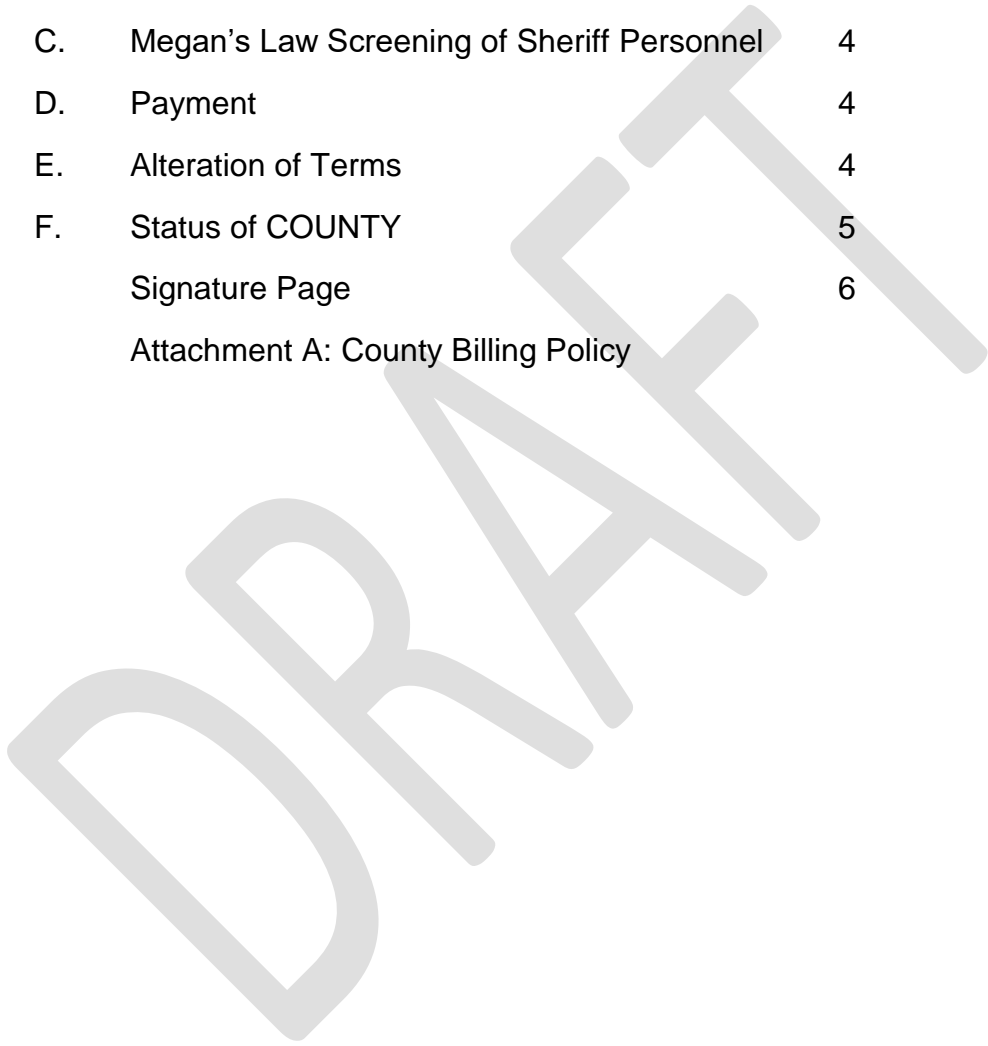 C. Megan’s Law Screening of Sheriff Personnel 4
D. Payment 4
E. Alteration of Terms 4
F. Status of COUNTY 5
Signature Page 6
Attachment A: County Billing Policy
DRAFT